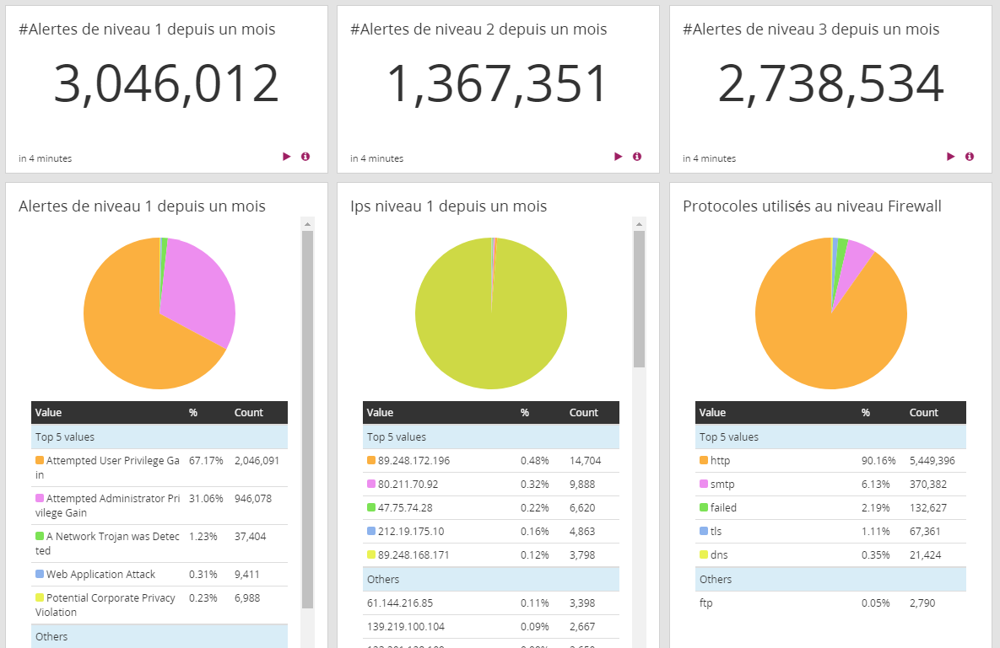 #Alertes de niveau 1 depuis un mois
3,046,012
in 4 minutes
#Alertes de niveau 2 depuis un mois
1,367,351
in 4 minutes
#Alertes de niveau 3 depuis un mois
2,738,534
in 4 minutes
Alertes de niveau 1 depuis un mois
Value % Count
Top 5 values
Attempted User Privilege Ga 67.17% 2,046,091
in
Attempted Administrator Pri 31.06% 946,078
vilege Gain
A Network Trojan was Detec 1.23% 37,404
ted
Web Application Attack 0.31% 9,411
Potential Corporate Privacy 0.23% 6,988
Violation
Others
Ips niveau 1 depuis un mois
Value % Count
Top 5 values
89.248.172.196 0.48% 14,704
80.211.70.92 0.32% 9,888
47.75.74.28 0.22% 6,620
212.19.175.10 0.16% 4,863
89.248.168.171 0.12% 3,798
Others
61.144.216.85 0.11% 3,398
139.219.100.104 0.09% 2,667
Protocoles utilisés au niveau Firewall
Value % Count
Top 5 values
http 90.16% 5,449,396
smtp 6.13% 370,382
failed 2.19% 132,627
tls 1.11% 67,361
dns 0.35% 21,424
Others
ftp 0.05% 2,790